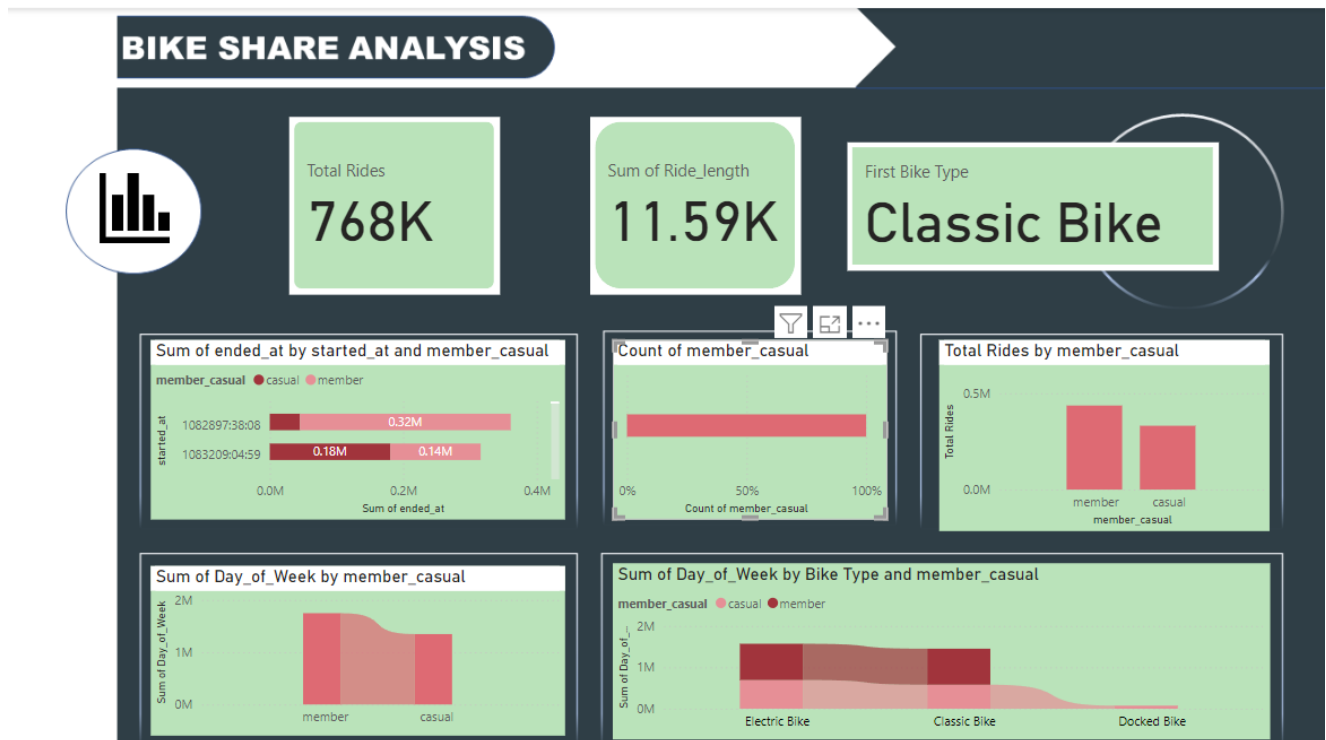 BIKE SHARE ANALYSIS
Total Rides
768K
Sum of Ride_length
11.59K
First Bike Type
Classic Bike
Sum of ended_at by started_at and member_casual
member_casual casual member
started_at
1082897:38:08
0.32M
1083209:04:59
0.18M 0.14M
0.0M 0.2M 0.4M
Sum of ended_at
Count of member_casual
0% 50% 100%
Count of member_casual
Total Rides by member_casual
Total Rides
0.5M
0.0M
member casual
member_casual
Sum of Day_of_Week by member_casual
Sum of Day_of_Week
2M
1M
0M
member casual
Sum of Day_of_Week by Bike Type and member_casual
member_casual casual member
Sum of Day_of_...
2M
1M
0M
Electric Bike Classic Bike Docked Bike